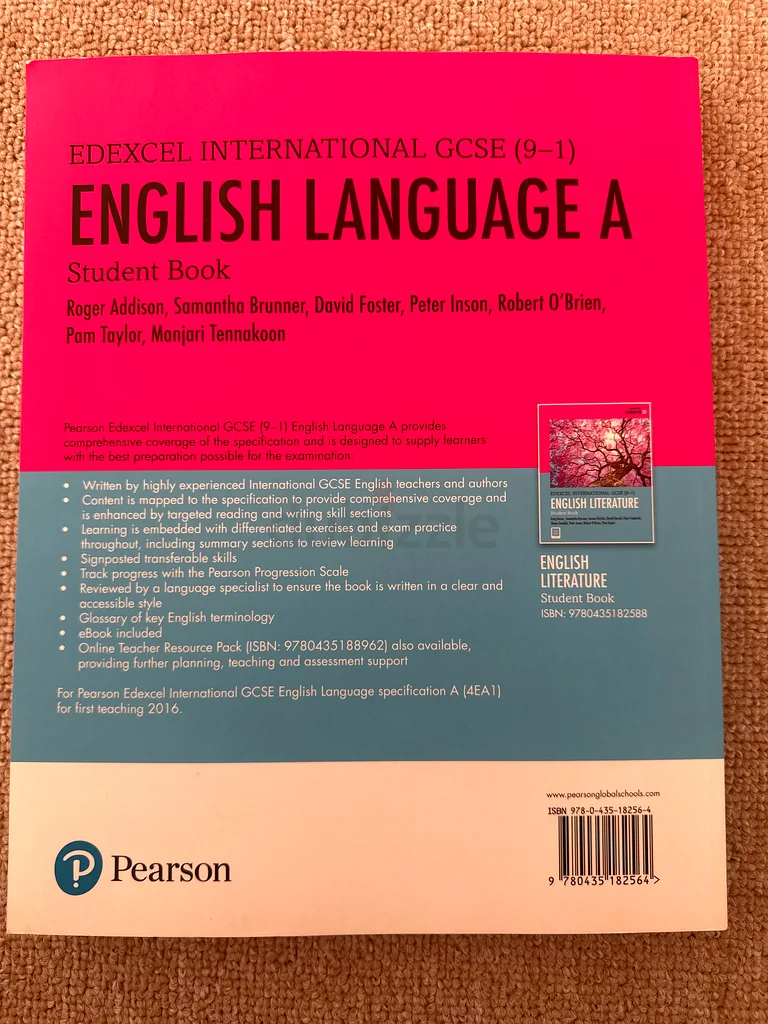 EDEXCEL INTERNATIONAL GCSE (9–1)
ENGLISH LANGUAGE A
Student Book
Roger Addison, Samantha Brunner, David Foster, Peter Inson, Robert O'Brien,
Pam Taylor, Manjari Tennakoon
Pearson Edexcel International GCSE (9–1) English Language A provides
comprehensive coverage of the specification and is designed to supply learners
with the best preparation possible for the examination:
• Written by highly experienced International GCSE English teachers and authors
• Content is mapped to the specification to provide comprehensive coverage and
is enhanced by targeted reading and writing skill sections
• Learning is embedded with differentiated exercises and exam practice
throughout, including summary sections to review learning
• Signposted transferable skills
• Track progress with the Pearson Progression Scale
• Reviewed by a language specialist to ensure the book is written in a clear and
accessible style
• Glossary of key English terminology
• eBook included
• Online Teacher Resource Pack (ISBN: 9780435188962) also available,
providing further planning, teaching and assessment support
For Pearson Edexcel International GCSE English Language specification A (4EA1)
for first teaching 2016.
EDEXCEL INTERNATIONAL GCSE (9–1)
ENGLISH LITERATURE
Student Book
ENGLISH
LITERATURE
Student Book
ISBN: 9780435182588
www.pearsonglobalschools.com
ISBN 978-0-435-18256-4
9 780435 182564 >
Pearson